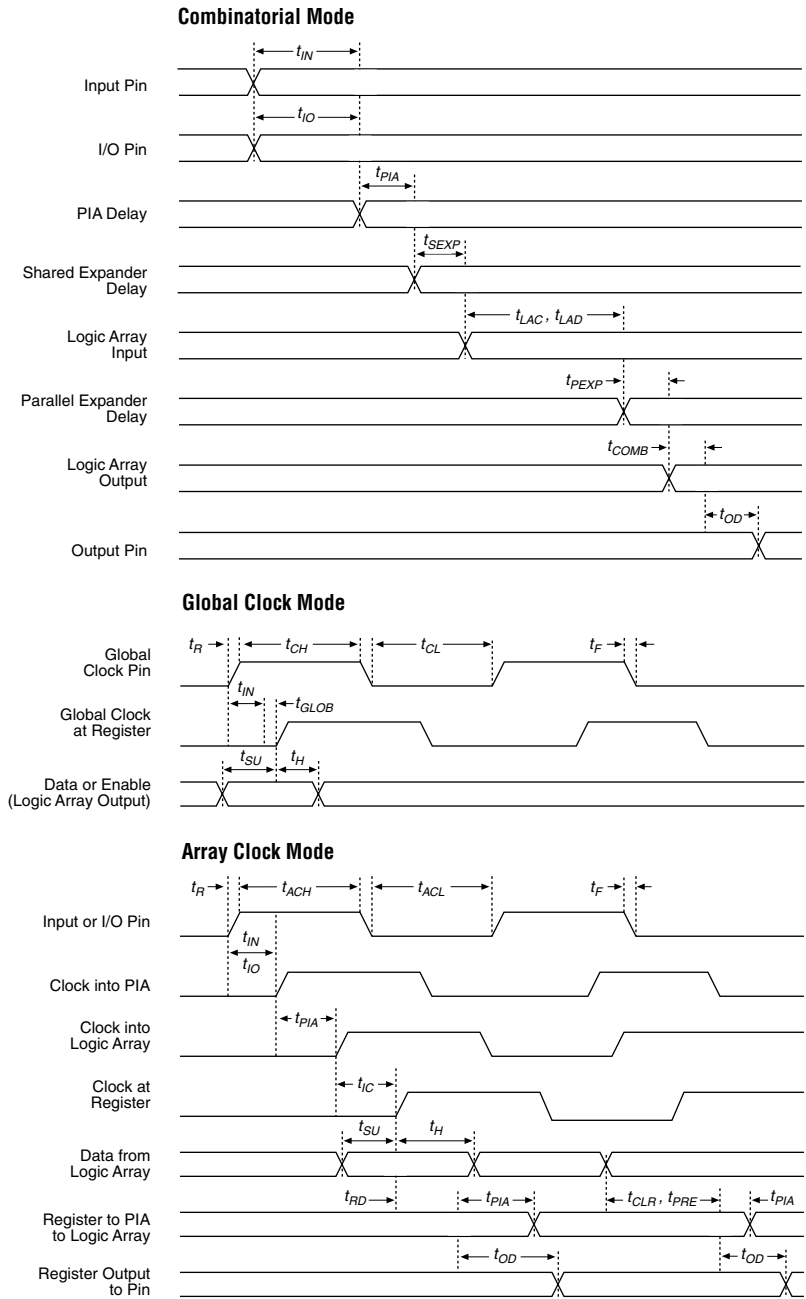 Combinatorial Mode
t_IN
Input Pin
t_IO
I/O Pin
t_PIA
PIA Delay
t_SEXP
Shared Expander
Delay
t_LAC , t_LAD
Logic Array
Input
t_PEXP
Parallel Expander
Delay
t_COMB
Logic Array
Output
t_OD
Output Pin
Global Clock Mode
t_R t_CH t_CL t_F
Global
Clock Pin
t_IN t_GLOB
Global Clock
at Register
t_SU t_H
Data or Enable
(Logic Array Output)
Array Clock Mode
t_R t_ACH t_ACL t_F
Input or I/O Pin
t_IN
t_IO
Clock into PIA
t_PIA
Clock into
Logic Array
t_IC
Clock at
Register
t_SU t_H
Data from
Logic Array
t_RD t_PIA t_CLR , t_PRE t_PIA
Register to PIA
to Logic Array
t_OD t_OD
Register Output
to Pin